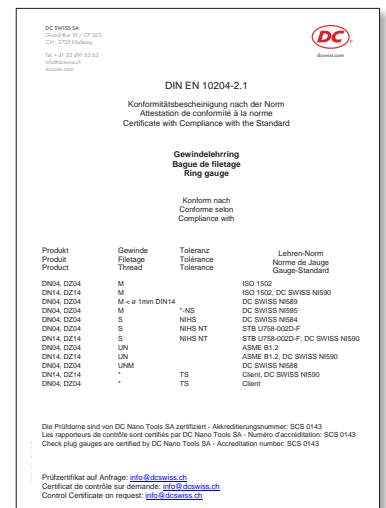 DC SWISS SA
Grand-Rue 19 / CP 363
CH - 2735 Malleray
Tel. + 41 32 491 63 63
info@dcswiss.ch
dcswiss.com
DC
dcswiss.com
DIN EN 10204-2.1
Konformitätsbescheinigung nach der Norm
Attestation de conformité à la norme
Certificate with Compliance with the Standard
Gewindelehrring
Bague de filetage
Ring gauge
Konform nach
Conforme selon
Compliance with
Produkt Gewinde Toleranz Lehren-Norm
Produit Filetage Tolérance Norme de Jauge
Product Thread Tolerance Gauge-Standard
DN04, DZ04 M ISO 1502
DN14, DZ14 M ISO 1502, DC SWISS NI590
DN04, DZ04 M < ø 1mm DIN14 DC SWISS NI589
DN04, DZ04 M *-NS DC SWISS NI595
DN04, DZ04 S NIHS DC SWISS NI584
DN04, DZ04 S NIHS NT STB U758-002D-F
DN14, DZ14 S NIHS NT STB U758-002D-F, DC SWISS NI590
DN04, DZ04 UN ASME B1.2
DN14, DZ14 UN ASME B1.2, DC SWISS NI590
DN04, DZ04 UNM DC SWISS NI588
DN14, DZ14 * TS Client, DC SWISS NI590
DN04, DZ04 * TS Client
Die Prüfdorne sind von DC Nano Tools SA zertifiziert - Akkreditierungsnummer: SCS 0143
Les rapporteurs de contrôle sont certifiés par DC Nano Tools SA - Numéro d'accréditation: SCS 0143
Check plug gauges are certified by DC Nano Tools SA - Accreditation number: SCS 0143
Prüfzertifikat auf Anfrage: info@dcswiss.ch
Certificat de contrôle sur demande: info@dcswiss.ch
Control Certificate on request: info@dcswiss.ch